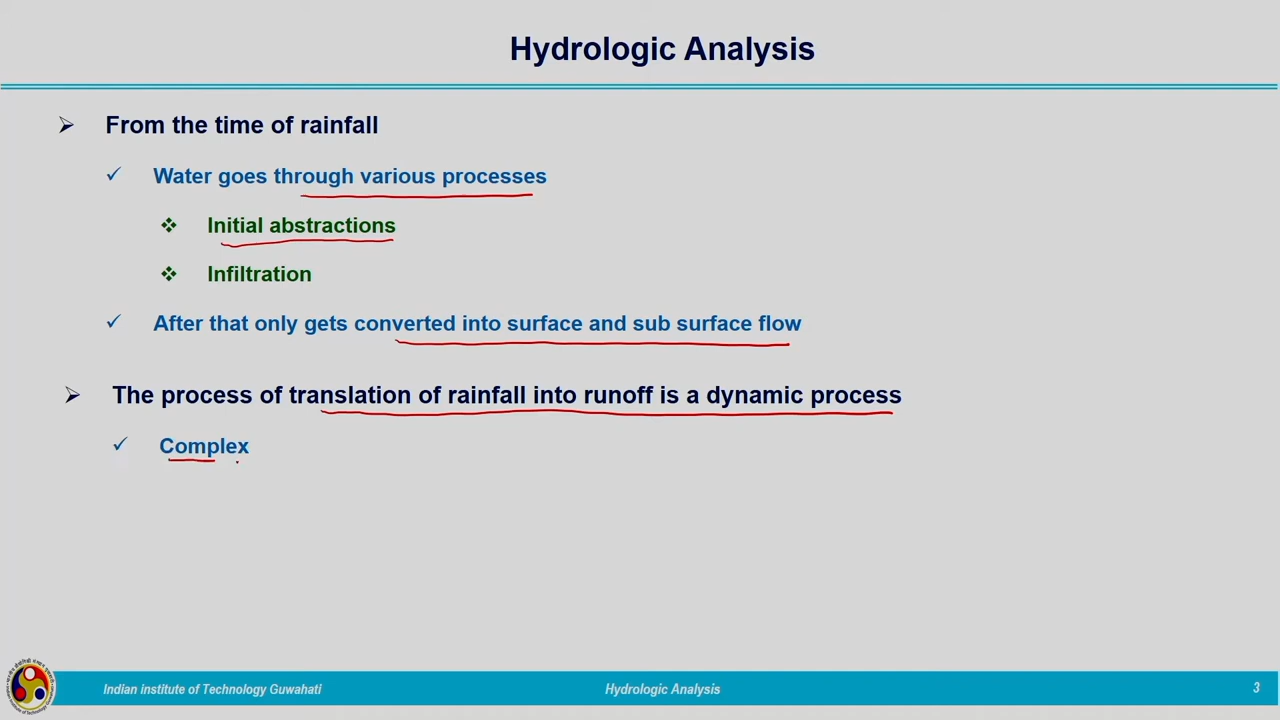 Hydrologic Analysis
From the time of rainfall
Water goes through various processes
Initial abstractions
Infiltration
After that only gets converted into surface and sub surface flow
The process of translation of rainfall into runoff is a dynamic process
Complex
Indian institute of Technology Guwahati
Hydrologic Analysis
3